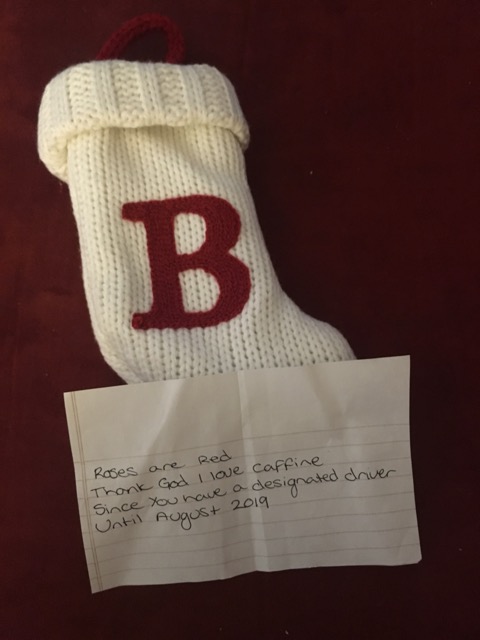 B
Roses are Red
Thank God I love caffine
Since You have a designated driver
Until August 2019